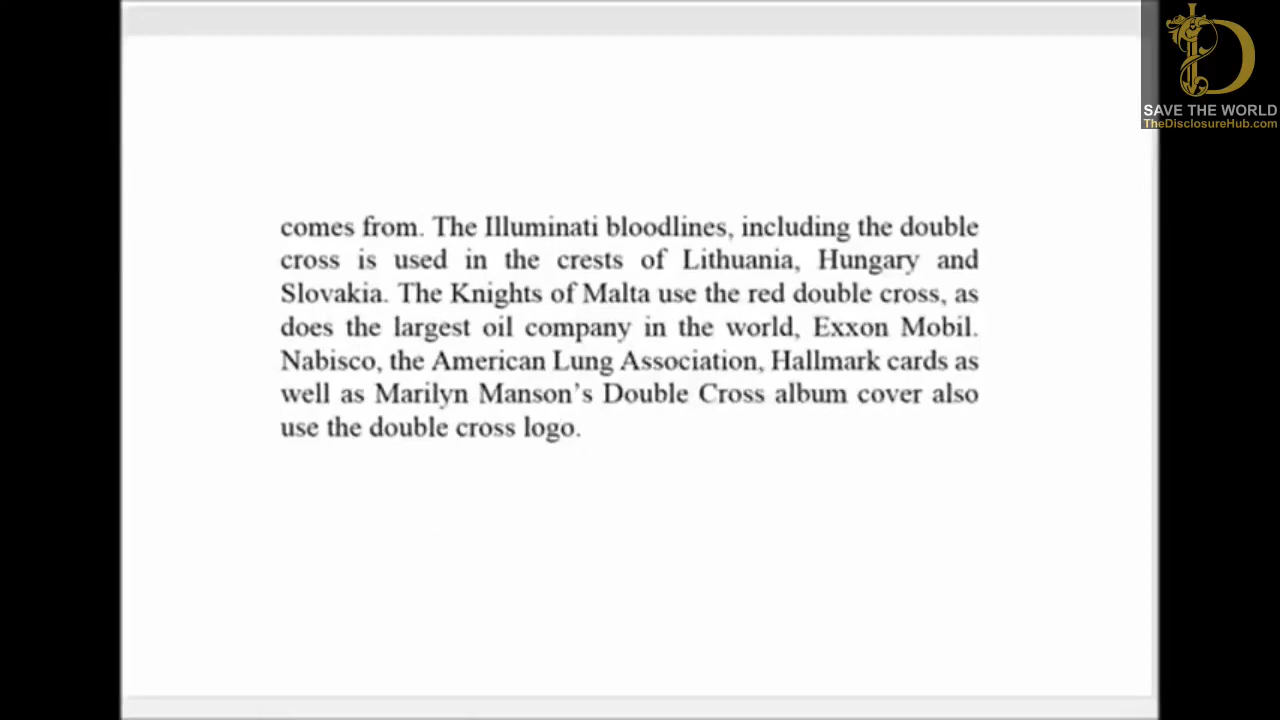 SAVE THE WORLD
TheDisclosureHub.com
comes from. The Illuminati bloodlines, including the double
cross is used in the crests of Lithuania, Hungary and
Slovakia. The Knights of Malta use the red double cross, as
does the largest oil company in the world, Exxon Mobil.
Nabisco, the American Lung Association, Hallmark cards as
well as Marilyn Manson's Double Cross album cover also
use the double cross logo.